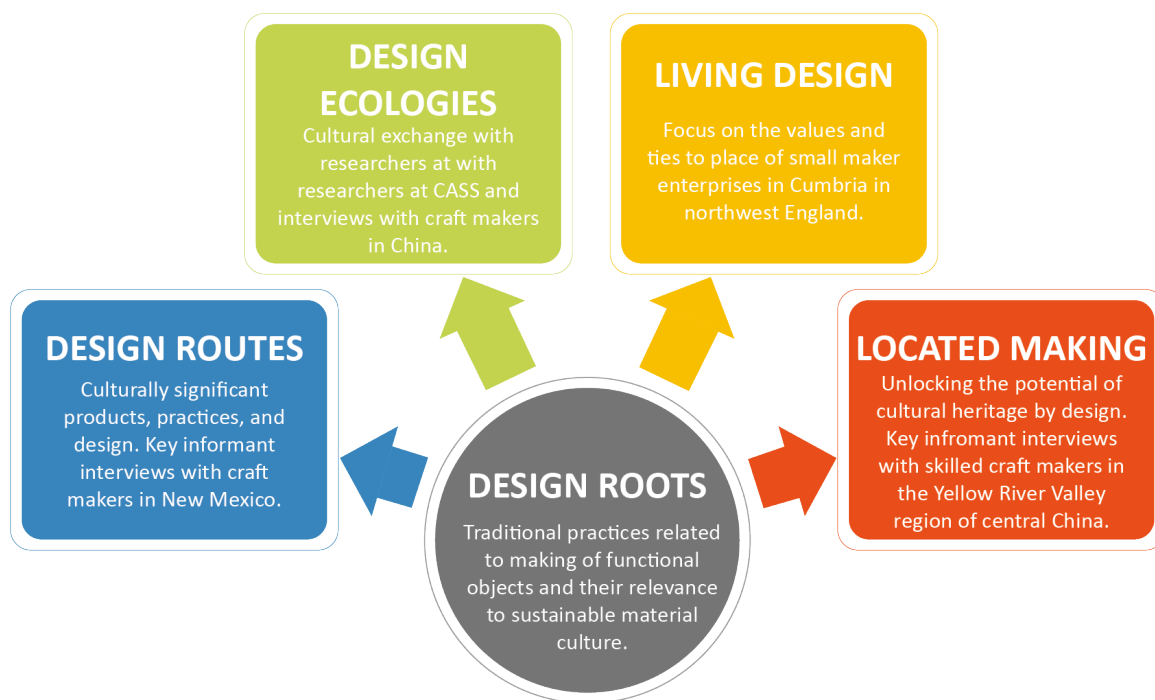 DESIGN
ECOLOGIES
Cultural exchange with
researchers at with
researchers at CASS and
interviews with craft makers
in China.
LIVING DESIGN
Focus on the values and
ties to place of small maker
enterprises in Cumbria in
northwest England.
DESIGN ROUTES
Culturally significant
products, practices, and
design. Key informant
interviews with craft
makers in New Mexico.
LOCATED MAKING
Unlocking the potential of
cultural heritage by design.
Key infromant interviews
with skilled craft makers in
the Yellow River Valley
region of central China.
DESIGN ROOTS
Traditional practices related
to making of functional
objects and their relevance
to sustainable material
culture.